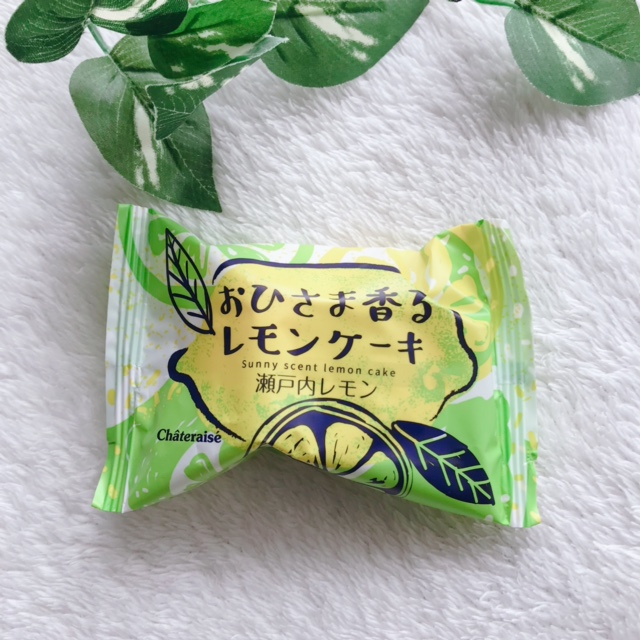 おひさま香る
レモンケーキ
Sunny scent lemon cake
瀬戸内レモン
Châteraisé